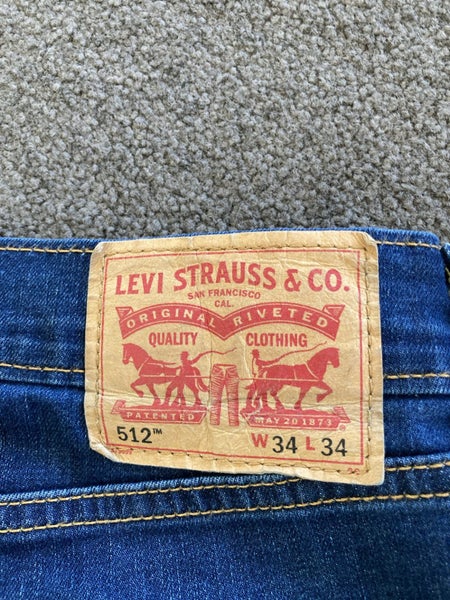 LEVI STRAUSS & CO.
SAN FRANCISCO
CAL.
ORIGINAL RIVETED
QUALITY CLOTHING
PATENTED MAY 20 1873
512™ W 34 L 34